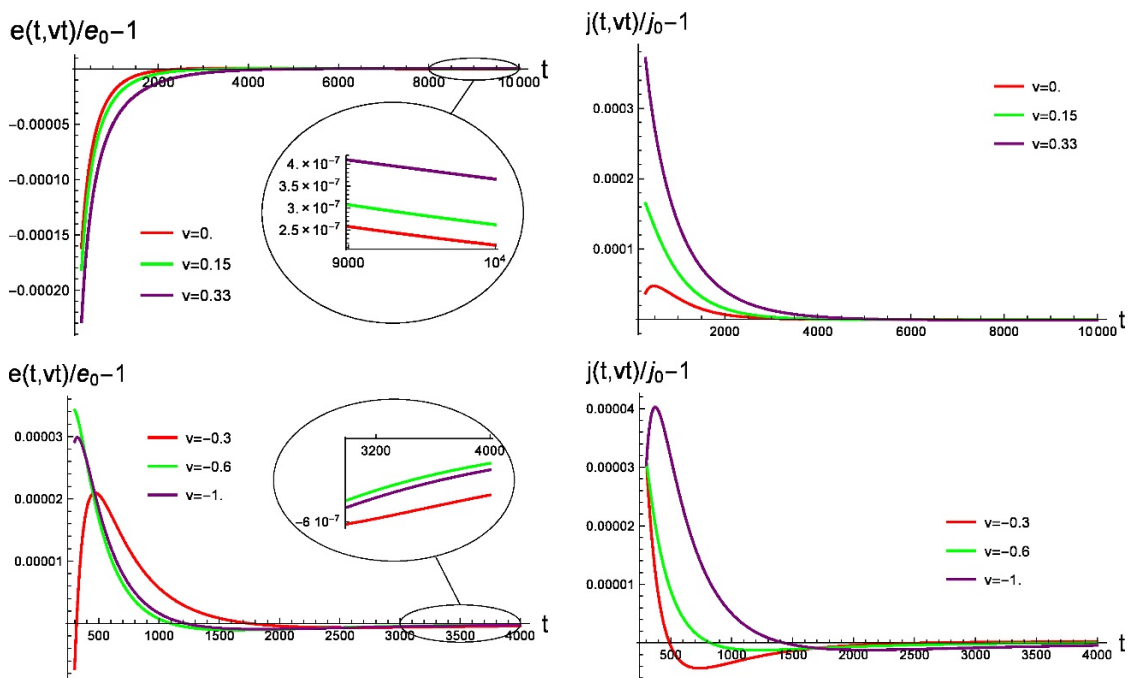 e(t,vt)/e₀−1
t
2000 4000 6000 8000 10000
−0.00005
−0.00010
−0.00015
−0.00020
v=0.
v=0.15
v=0.33
4.×10⁻⁷
3.5×10⁻⁷
3.×10⁻⁷
2.5×10⁻⁷
9000 10⁴
j(t,vt)/j₀−1
0.0003
0.0002
0.0001
v=0.
v=0.15
v=0.33
2000 4000 6000 8000 10000
t
e(t,vt)/e₀−1
0.00003
0.00002
0.00001
v=−0.3
v=−0.6
v=−1.
3200 4000
−6 10⁻⁷
500 1000 1500 2000 2500 3000 3500 4000
t
j(t,vt)/j₀−1
0.00004
0.00003
0.00002
0.00001
v=−0.3
v=−0.6
v=−1.
500 1000 1500 2000 2500 3000 3500 4000
t